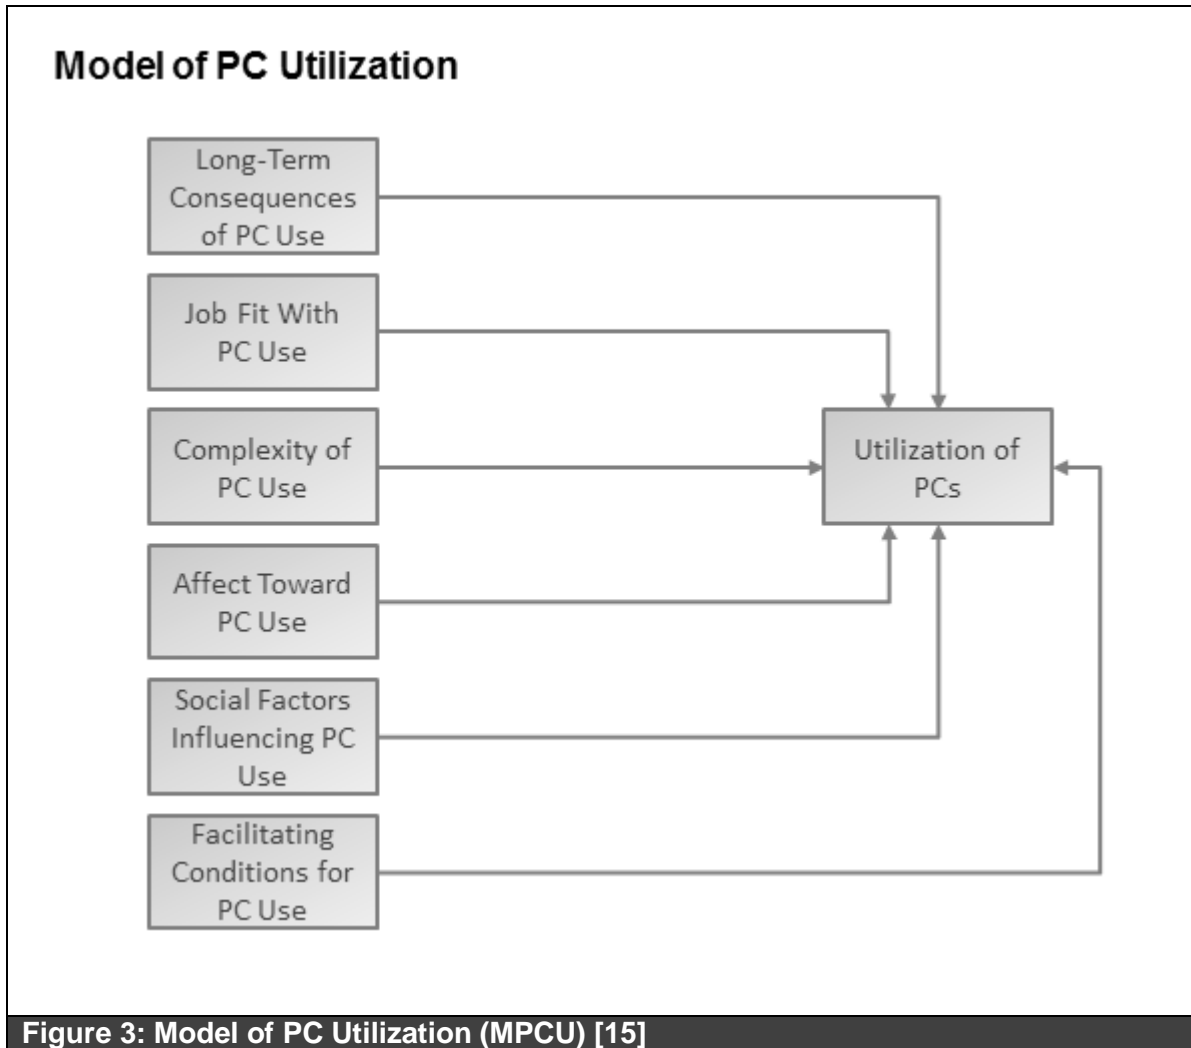 Model of PC Utilization
Long-Term
Consequences
of PC Use
Job Fit With
PC Use
Complexity of
PC Use
Affect Toward
PC Use
Social Factors
Influencing PC
Use
Facilitating
Conditions for
PC Use
Utilization of
PCs
Figure 3: Model of PC Utilization (MPCU) [15]